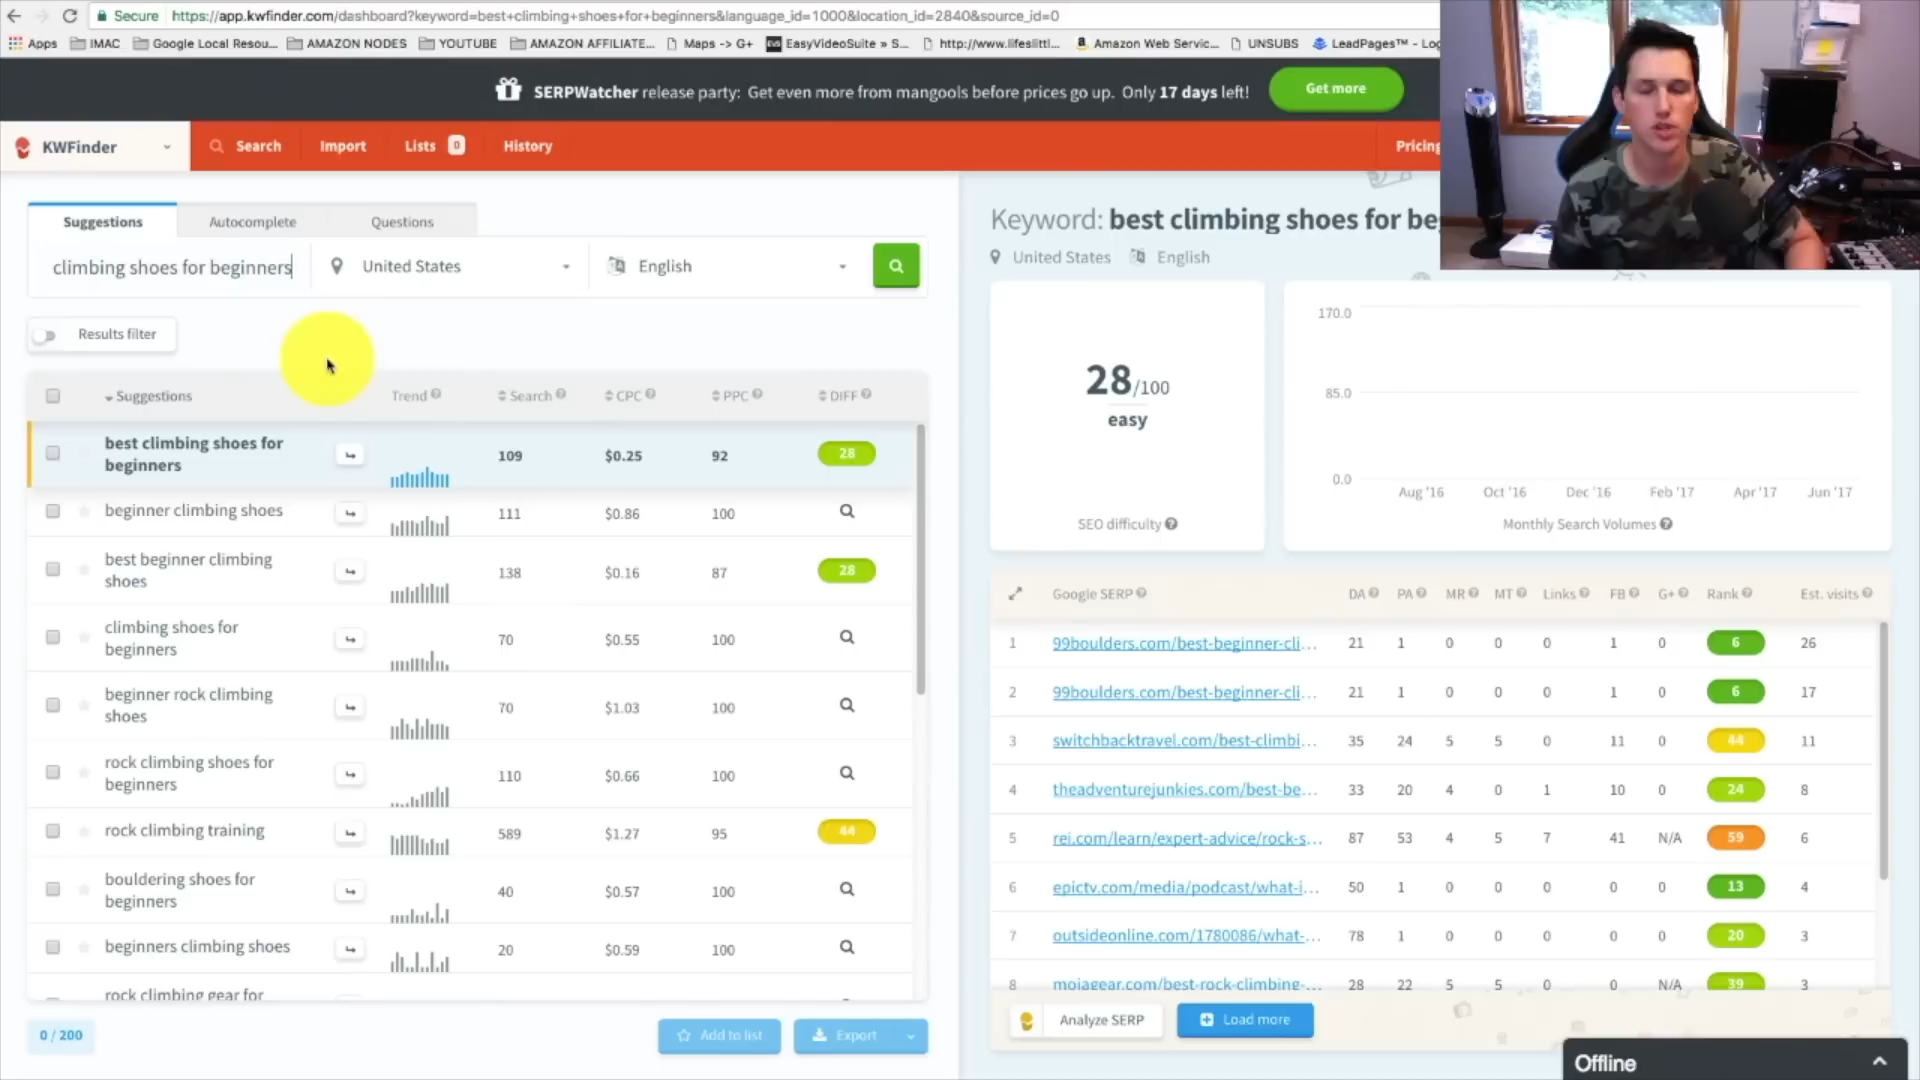 Secure https://app.kwfinder.com/dashboard?keyword=best+climbing+shoes+for+beginners&language_id=1000&location_id=2840&source_id=0
Apps IMAC Google Local Resou... AMAZON NODES YOUTUBE AMAZON AFFILIATE... Maps -> G+ EasyVideoSuite » S... http://www.lifeslittl... Amazon Web Servic... UNSUBS LeadPages™ - Log
SERPWatcher release party: Get even more from mangools before prices go up. Only 17 days left! Get more
KWFinder Search Import Lists 0 History Pricing
Suggestions Autocomplete Questions
climbing shoes for beginners United States English
Results filter
Suggestions Trend Search CPC PPC DIFF
best climbing shoes for
beginners 109 $0.25 92 28
beginner climbing shoes 111 $0.86 100
best beginner climbing
shoes 138 $0.16 87 28
climbing shoes for
beginners 70 $0.55 100
beginner rock climbing
shoes 70 $1.03 100
rock climbing shoes for
beginners 110 $0.66 100
rock climbing training 589 $1.27 95 44
bouldering shoes for
beginners 40 $0.57 100
beginners climbing shoes 20 $0.59 100
rock climbing gear for
0 / 200 Add to list Export
Keyword: best climbing shoes for be
United States English
28/100
easy
SEO difficulty
170.0
85.0
0.0
Aug '16 Oct '16 Dec '16 Feb '17 Apr '17 Jun '17
Monthly Search Volumes
Google SERP DA PA MR MT Links FB G+ Rank Est. visits
1 99boulders.com/best-beginner-cli... 21 1 0 0 0 1 0 6 26
2 99boulders.com/best-beginner-cli... 21 1 0 0 0 1 0 6 17
3 switchbacktravel.com/best-climbi... 35 24 5 5 0 11 0 44 11
4 theadventurejunkies.com/best-be... 33 20 4 0 1 10 0 24 8
5 rei.com/learn/expert-advice/rock-s... 87 53 4 5 7 41 N/A 59 6
6 epictv.com/media/podcast/what-i... 50 1 0 0 0 0 0 13 4
7 outsideonline.com/1780086/what-... 78 1 0 0 0 0 0 20 3
8 mojagear.com/best-rock-climbing-... 28 22 5 5 0 0 N/A 39 3
Analyze SERP Load more
Offline